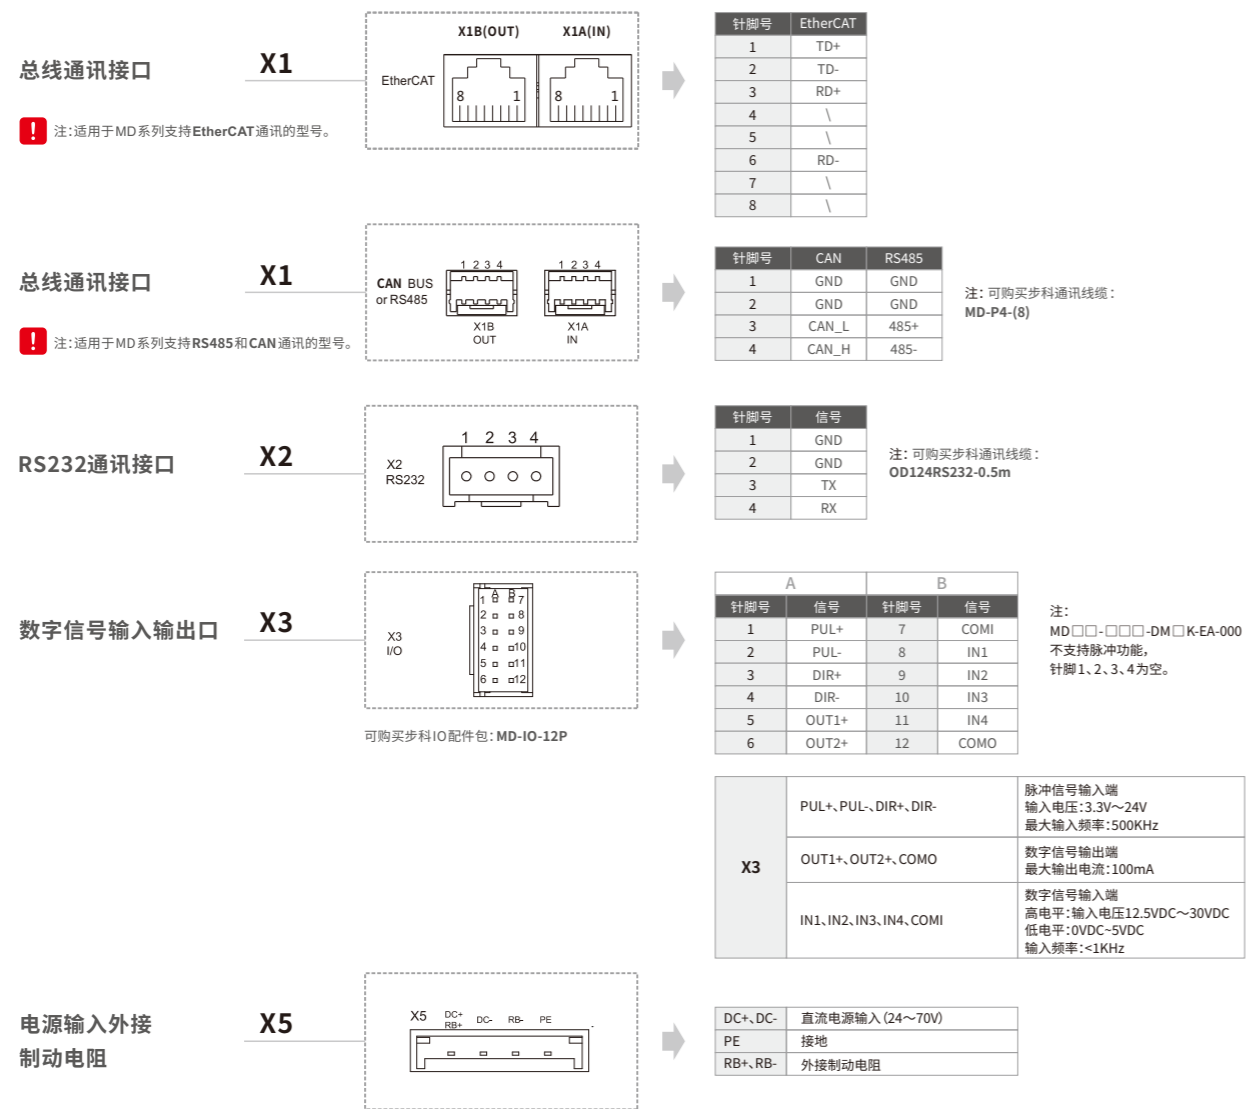 总线通讯接口 X1
注:适用于MD系列支持EtherCAT通讯的型号。
X1B(OUT) X1A(IN)
EtherCAT
8 1 8 1
针脚号 EtherCAT
1 TD+
2 TD-
3 RD+
4 \
5 \
6 RD-
7 \
8 \
总线通讯接口 X1
注:适用于MD系列支持RS485和CAN通讯的型号。
CAN BUS
or RS485
1 2 3 4 1 2 3 4
X1B X1A
OUT IN
针脚号 CAN RS485
1 GND GND
2 GND GND
3 CAN_L 485+
4 CAN_H 485-
注: 可购买步科通讯线缆:
MD-P4-(8)
RS232通讯接口 X2
X2
RS232
1 2 3 4
针脚号 信号
1 GND
2 GND
3 TX
4 RX
注: 可购买步科通讯线缆:
OD124RS232-0.5m
数字信号输入输出口 X3
X3
I/O
A B
1 7
2 8
3 9
4 10
5 11
6 12
可购买步科IO配件包: MD-IO-12P
A B
针脚号 信号 针脚号 信号
1 PUL+ 7 COMI
2 PUL- 8 IN1
3 DIR+ 9 IN2
4 DIR- 10 IN3
5 OUT1+ 11 IN4
6 OUT2+ 12 COMO
注:
MD□□-□□□-DM□K-EA-000
不支持脉冲功能,
针脚1、2、3、4为空。
X3
PUL+、PUL-、DIR+、DIR-
脉冲信号输入端
输入电压:3.3V～24V
最大输入频率:500KHz
OUT1+、OUT2+、COMO
数字信号输出端
最大输出电流:100mA
IN1、IN2、IN3、IN4、COMI
数字信号输入端
高电平:输入电压12.5VDC～30VDC
低电平:0VDC~5VDC
输入频率:<1KHz
电源输入外接 X5
制动电阻
X5 DC+ DC- RB- PE
RB+
DC+、DC- 直流电源输入(24～70V)
PE 接地
RB+、RB- 外接制动电阻